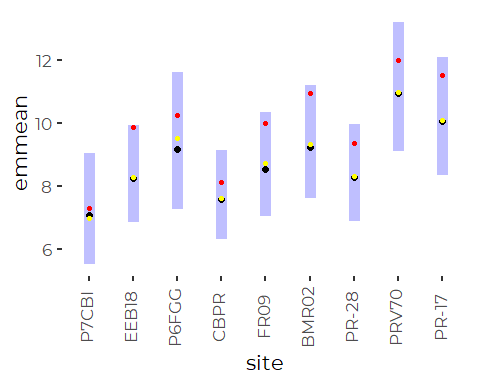 emmean
12
10
8
6
P7CBI
EEB18
P6FGG
CBPR
FR09
BMR02
PR-28
PRV70
PR-17
site